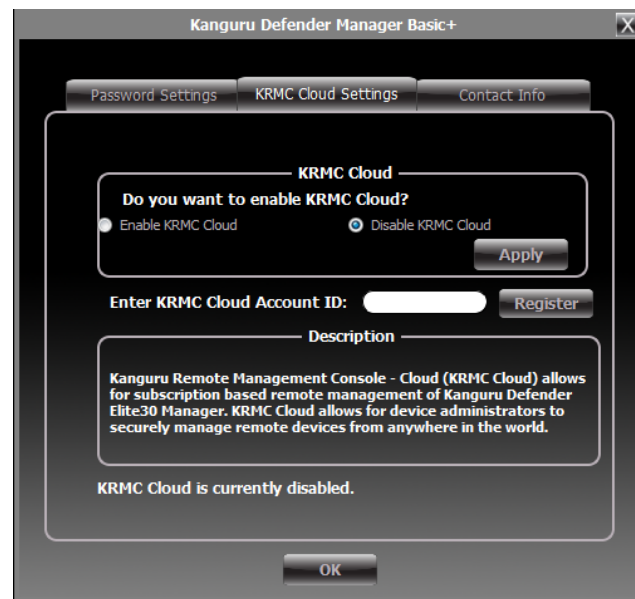 Kanguru Defender Manager Basic+
X
Password Settings
KRMC Cloud Settings
Contact Info
KRMC Cloud
Do you want to enable KRMC Cloud?
Enable KRMC Cloud
Disable KRMC Cloud
Apply
Enter KRMC Cloud Account ID:
Register
Description
Kanguru Remote Management Console - Cloud (KRMC Cloud) allows
for subscription based remote management of Kanguru Defender
Elite30 Manager. KRMC Cloud allows for device administrators to
securely manage remote devices from anywhere in the world.
KRMC Cloud is currently disabled.
OK